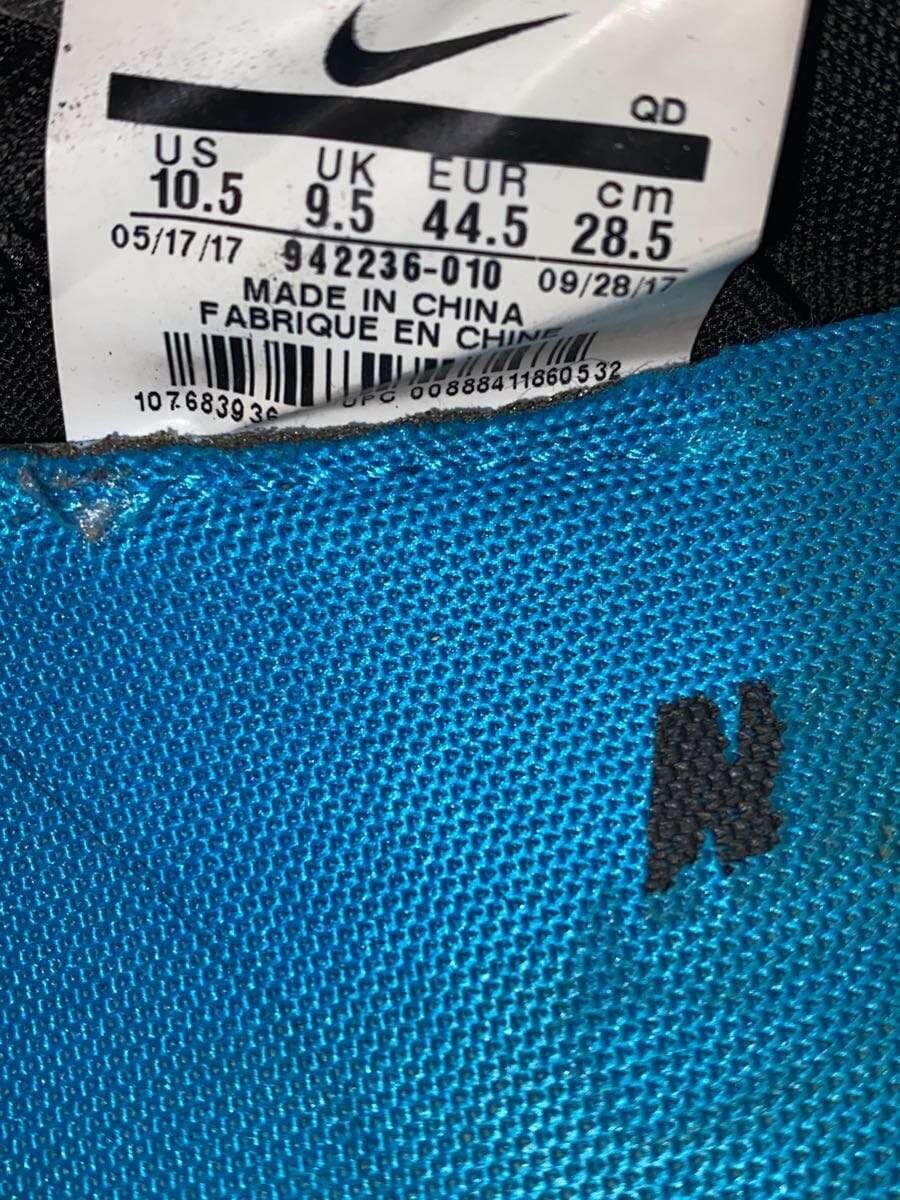 QD
US UK EUR cm
10.5 9.5 44.5 28.5
05/17/17 942236-010 09/28/17
MADE IN CHINA
FABRIQUE EN CHINE
107683936 UPC 00888411860532
N